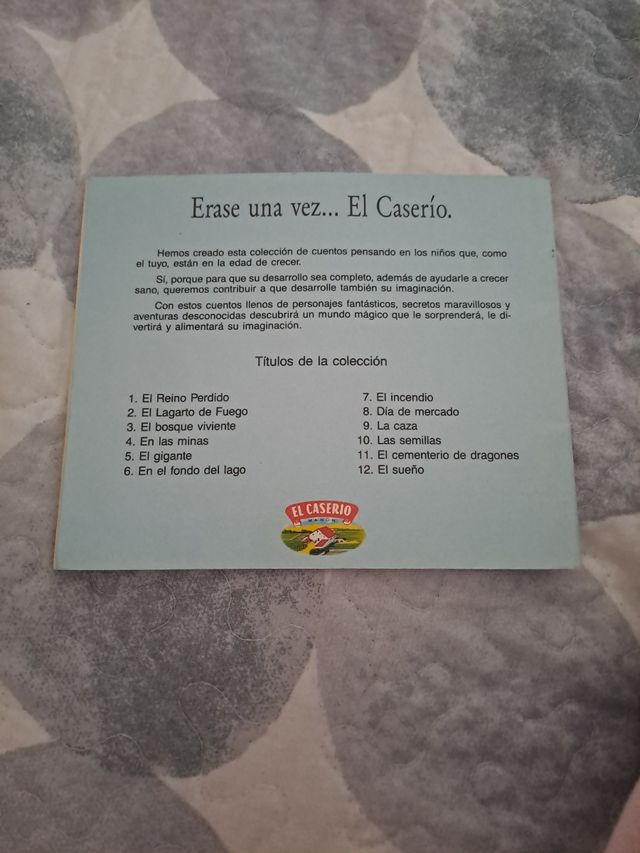 Erase una vez... El Caserío.
Hemos creado esta colección de cuentos pensando en los niños que, como
el tuyo, están en la edad de crecer.
Sí, porque para que su desarrollo sea completo, además de ayudarle a crecer
sano, queremos contribuir a que desarrolle también su imaginación.
Con estos cuentos llenos de personajes fantásticos, secretos maravillosos y
aventuras desconocidas descubrirá un mundo mágico que le sorprenderá, le di-
vertirá y alimentará su imaginación.
Títulos de la colección
1. El Reino Perdido
2. El Lagarto de Fuego
3. El bosque viviente
4. En las minas
5. El gigante
6. En el fondo del lago
7. El incendio
8. Día de mercado
9. La caza
10. Las semillas
11. El cementerio de dragones
12. El sueño
EL CASERIO
MAHON